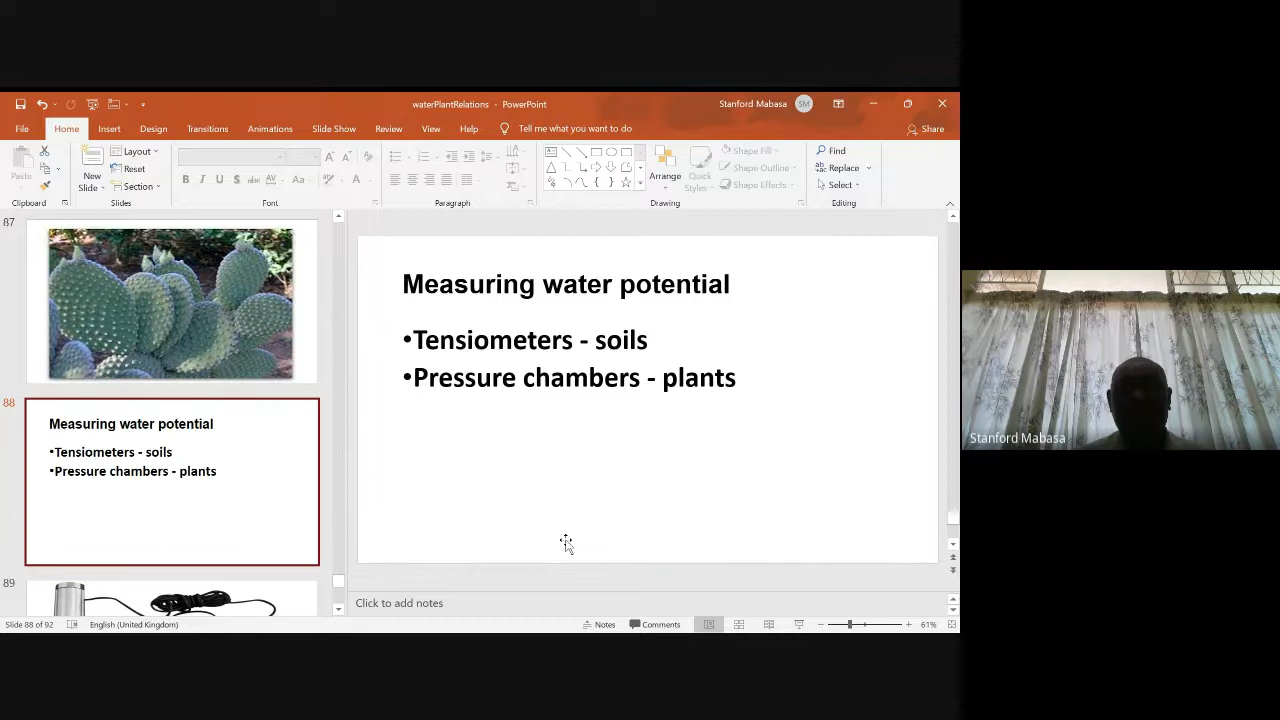 waterPlantRelations - PowerPoint
Stanford Mabasa
SM
File
Home
Insert
Design
Transitions
Animations
Slide Show
Review
View
Help
Tell me what you want to do
Share
Paste
Clipboard
New
Slide
Layout
Reset
Section
Slides
B I U S abc AV Aa A
Font
Paragraph
Arrange
Quick
Styles
Shape Fill
Shape Outline
Shape Effects
Drawing
Find
Replace
Select
Editing
87
88
Measuring water potential
•Tensiometers - soils
•Pressure chambers - plants
89
Measuring water potential
•Tensiometers - soils
•Pressure chambers - plants
Click to add notes
Slide 88 of 92
English (United Kingdom)
Notes
Comments
61%
Stanford Mabasa